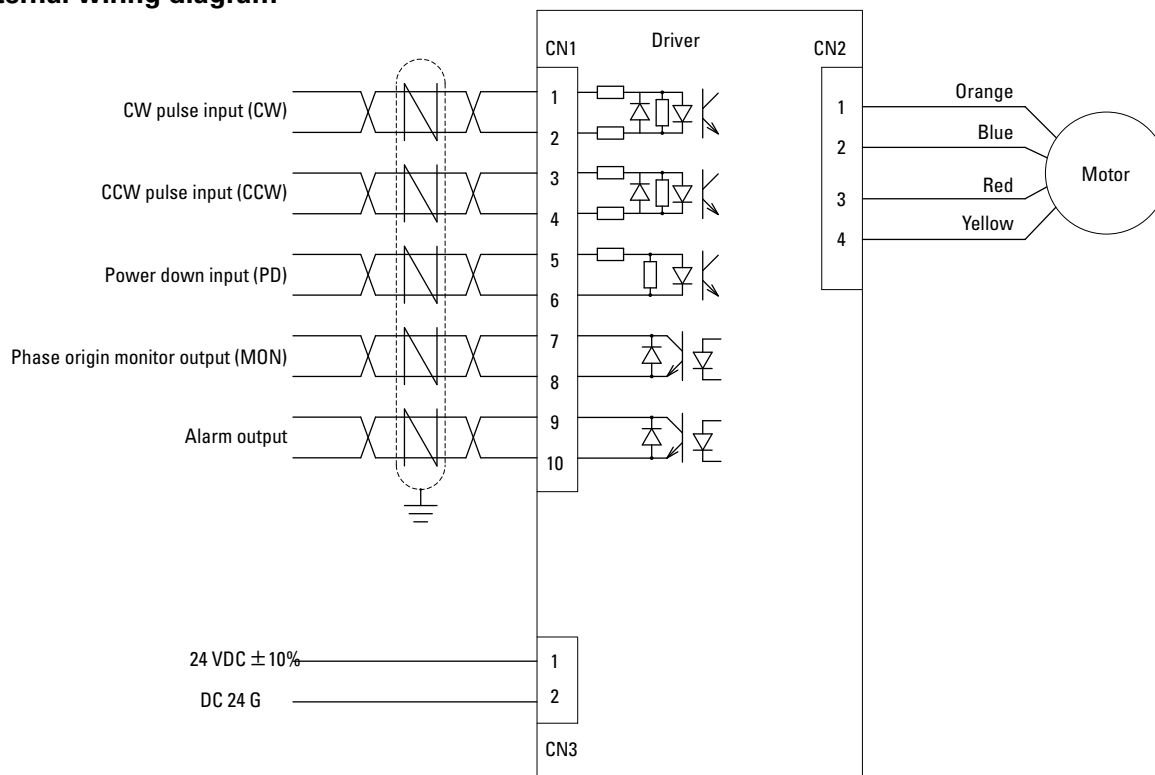 ternal wiring diagram
CN1
Driver
CN2
CW pulse input (CW)
1
2
CCW pulse input (CCW)
3
4
Power down input (PD)
5
6
Phase origin monitor output (MON)
7
8
Alarm output
9
10
1
Orange
2
Blue
3
Red
4
Yellow
Motor
24 VDC ±10%
1
DC 24 G
2
CN3